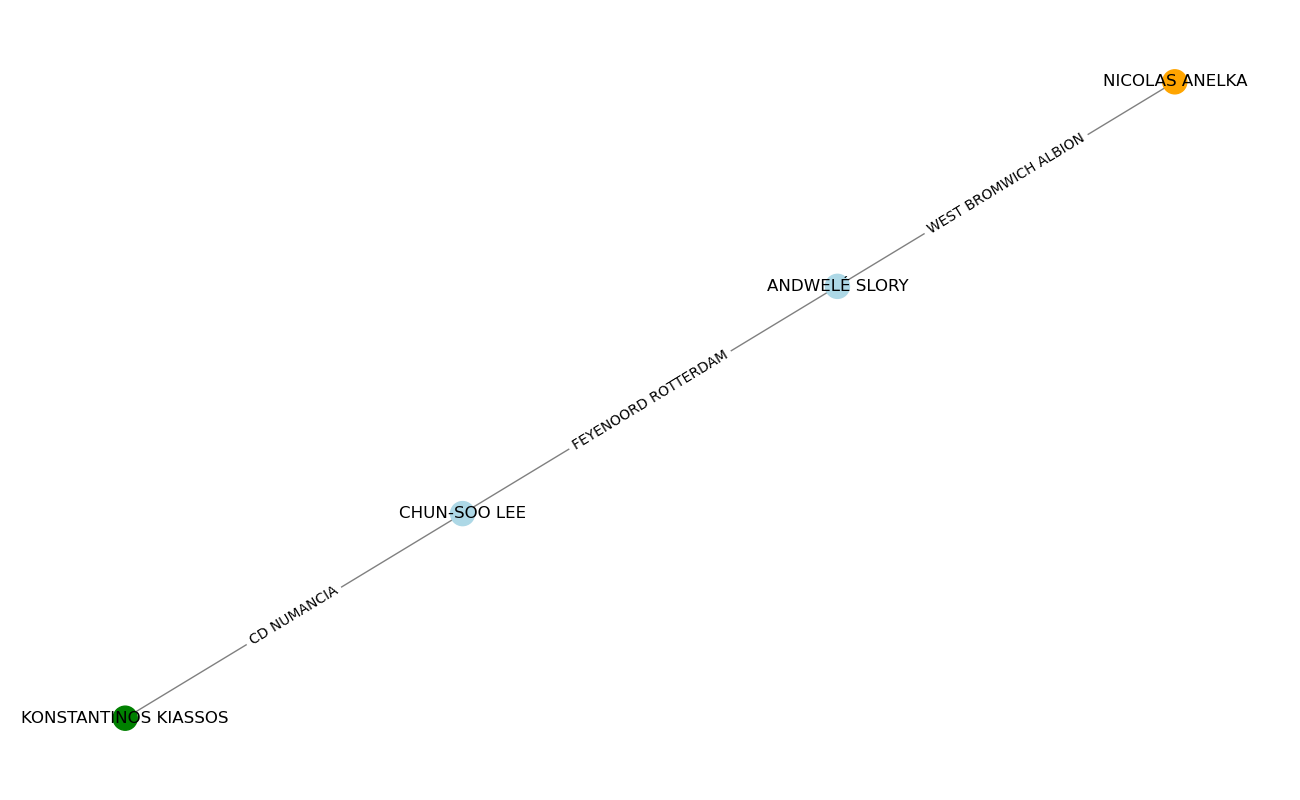 NICOLAS ANELKA
WEST BROMWICH ALBION
ANDWELÉ SLORY
FEYENOORD ROTTERDAM
CHUN-SOO LEE
CD NUMANCIA
KONSTANTINOS KIASSOS